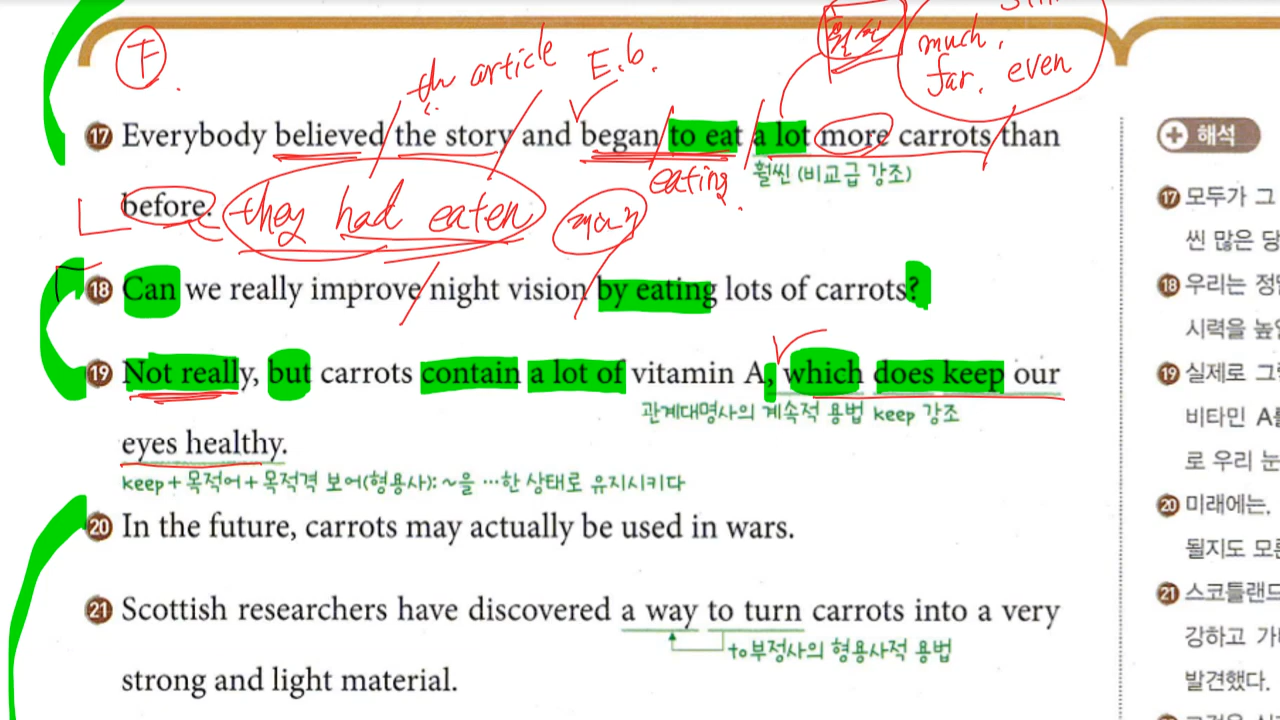 T
the article
E.b.
훨씬
much,
far, even
⑰ Everybody believed the story and began to eat a lot more carrots than
eating
훨씬 (비교급 강조)
before. they had eaten
⑱ Can we really improve night vision by eating lots of carrots?
⑲ Not really, but carrots contain a lot of vitamin A, which does keep our
관계대명사의 계속적 용법 keep 강조
eyes healthy.
keep+목적어+목적격 보어(형용사): ~을 …한 상태로 유지시키다
⑳ In the future, carrots may actually be used in wars.
㉑ Scottish researchers have discovered a way to turn carrots into a very
to부정사의 형용사적 용법
strong and light material.
해석
⑰ 모두가 그
씬 많은 당
⑱ 우리는 정말
시력을 높일
⑲ 실제로 그
비타민 A를
로 우리 눈
⑳ 미래에는,
될지도 모른
㉑ 스코틀랜드
강하고 가
발견했다.